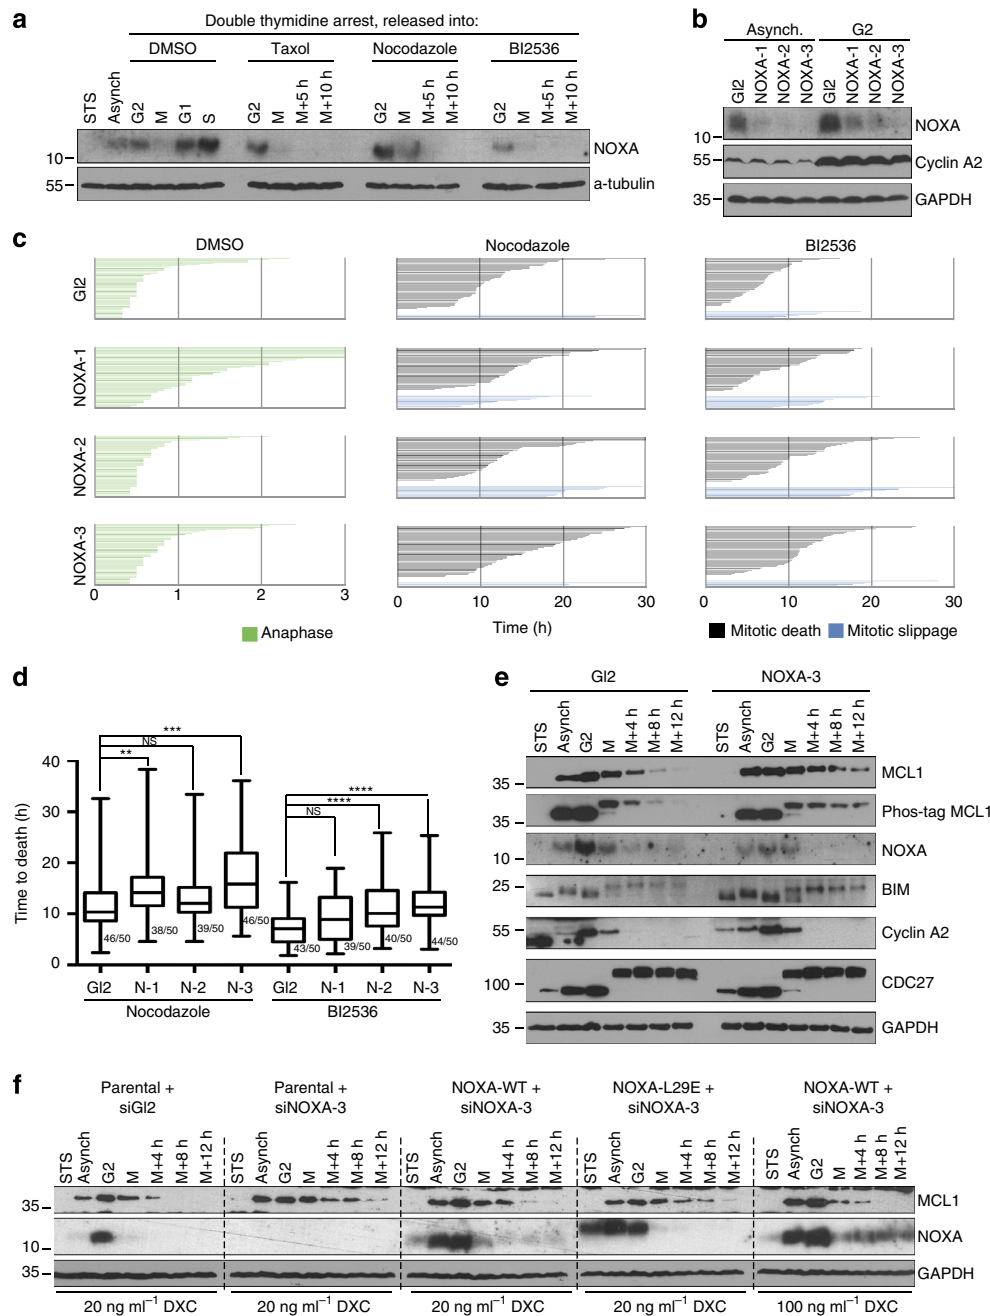 a
Double thymidine arrest, released into:
DMSO Taxol Nocodazole BI2536
STS Asynch G2 M G1 S G2 M M+5 h M+10 h G2 M M+5 h M+10 h G2 M M+5 h M+10 h
10 NOXA
55 a-tubulin
b
Asynch. G2
Gl2 NOXA-1 NOXA-2 NOXA-3 Gl2 NOXA-1 NOXA-2 NOXA-3
10 NOXA
55 Cyclin A2
35 GAPDH
c
DMSO Nocodazole BI2536
Gl2
NOXA-1
NOXA-2
NOXA-3
0 1 2 3 0 10 20 30 0 10 20 30
Time (h)
Anaphase Mitotic death Mitotic slippage
d
Time to death (h)
40
30
20
10
0
*** NS ** **** **** NS
46/50 38/50 39/50 46/50 43/50 39/50 40/50 44/50
Gl2 N-1 N-2 N-3 Gl2 N-1 N-2 N-3
Nocodazole BI2536
e
Gl2 NOXA-3
STS Asynch G2 M M+4 h M+8 h M+12 h STS Asynch G2 M M+4 h M+8 h M+12 h
35 MCL1
35 Phos-tag MCL1
10 NOXA
25 BIM
55 Cyclin A2
100 CDC27
35 GAPDH
f
Parental + siGl2
Parental + siNOXA-3
NOXA-WT + siNOXA-3
NOXA-L29E + siNOXA-3
NOXA-WT + siNOXA-3
STS Asynch G2 M M+4 h M+8 h M+12 h STS Asynch G2 M M+4 h M+8 h M+12 h STS Asynch G2 M M+4 h M+8 h M+12 h STS Asynch G2 M M+4 h M+8 h M+12 h STS Asynch G2 M M+4 h M+8 h M+12 h
35 MCL1
10 NOXA
35 GAPDH
20 ng ml⁻¹ DXC 20 ng ml⁻¹ DXC 20 ng ml⁻¹ DXC 20 ng ml⁻¹ DXC 100 ng ml⁻¹ DXC